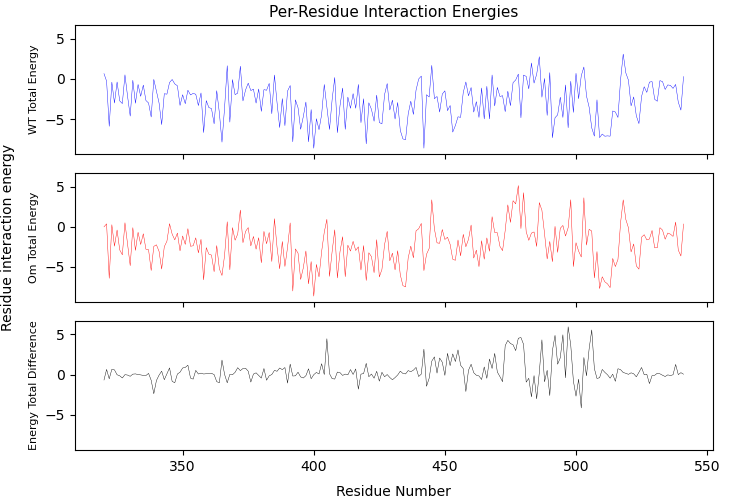 Per-Residue Interaction Energies
Residue interaction energy
WT Total Energy
5
0
−5
Om Total Energy
5
0
−5
Energy Total Difference
5
0
−5
350
400
450
500
550
Residue Number